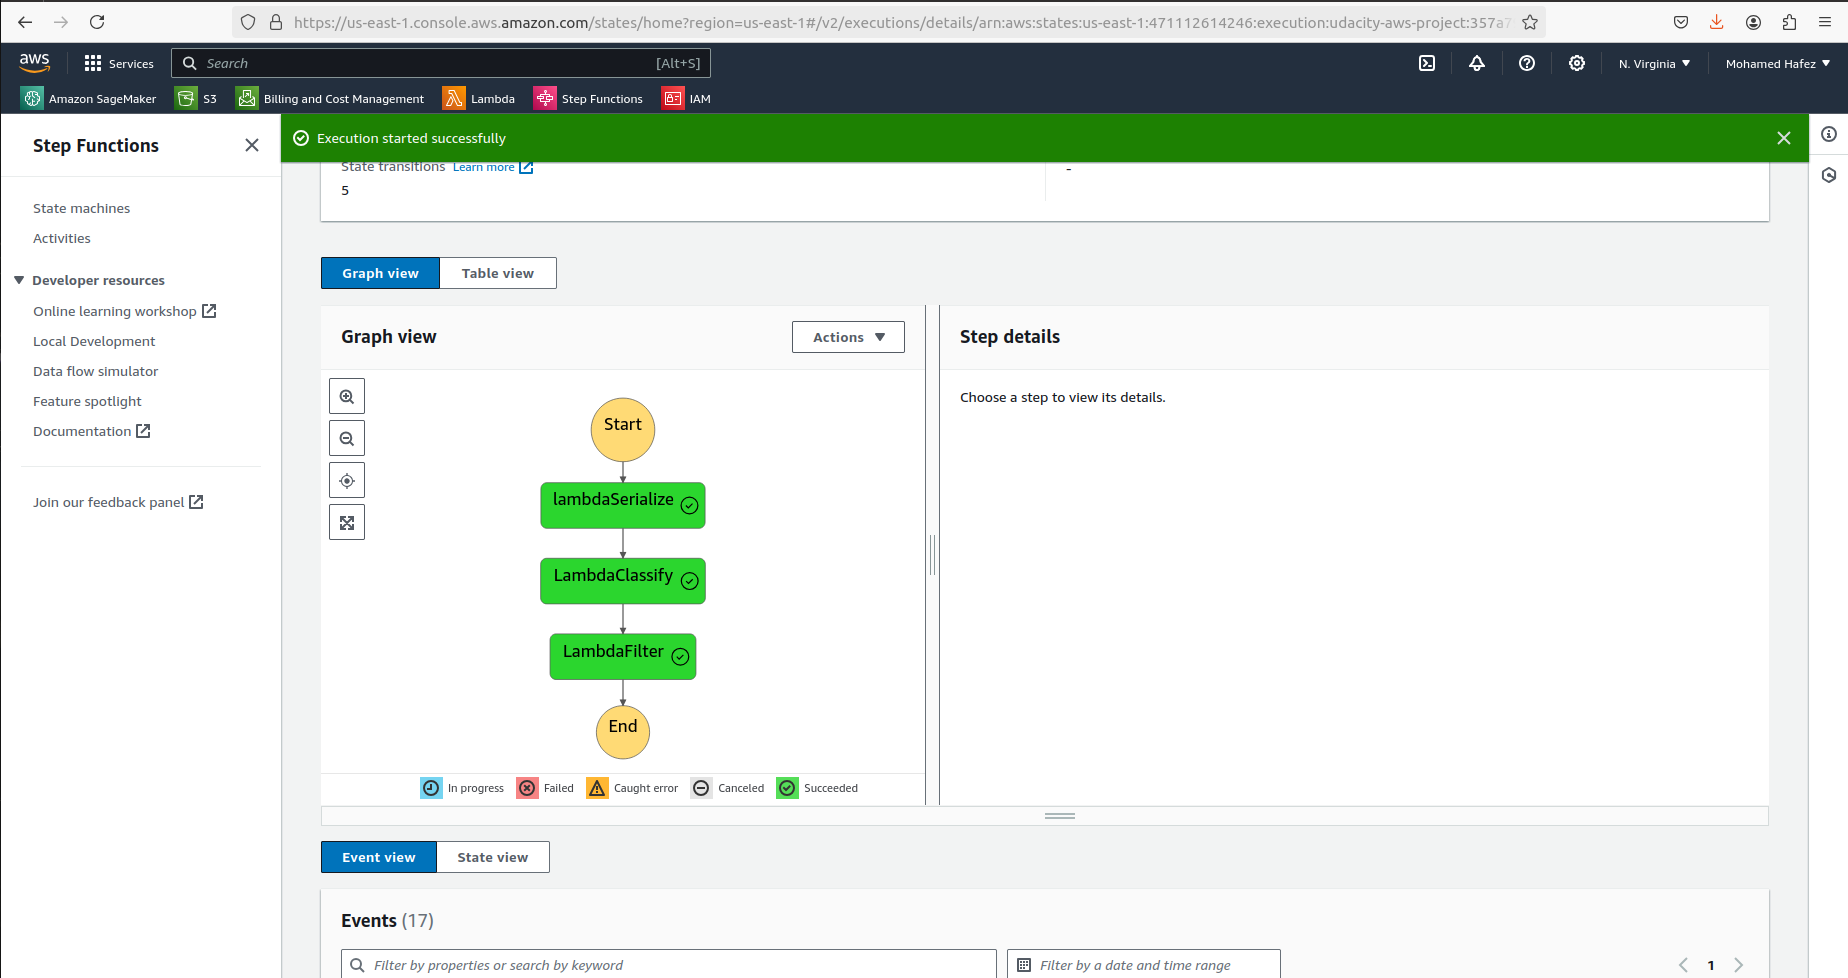 https://us-east-1.console.aws.amazon.com/states/home?region=us-east-1#/v2/executions/details/arn:aws:states:us-east-1:471112614246:execution:udacity-aws-project:357a7
aws
Services
Search
[Alt+S]
N. Virginia
Mohamed Hafez
Amazon SageMaker
S3
Billing and Cost Management
Lambda
Step Functions
IAM
Step Functions
Execution started successfully
State machines
Activities
Developer resources
Online learning workshop
Local Development
Data flow simulator
Feature spotlight
Documentation
Join our feedback panel
State transitions Learn more
5
-
Graph view
Table view
Graph view
Actions
Start
lambdaSerialize
LambdaClassify
LambdaFilter
End
In progress
Failed
Caught error
Canceled
Succeeded
Step details
Choose a step to view its details.
Event view
State view
Events (17)
Filter by properties or search by keyword
Filter by a date and time range
1